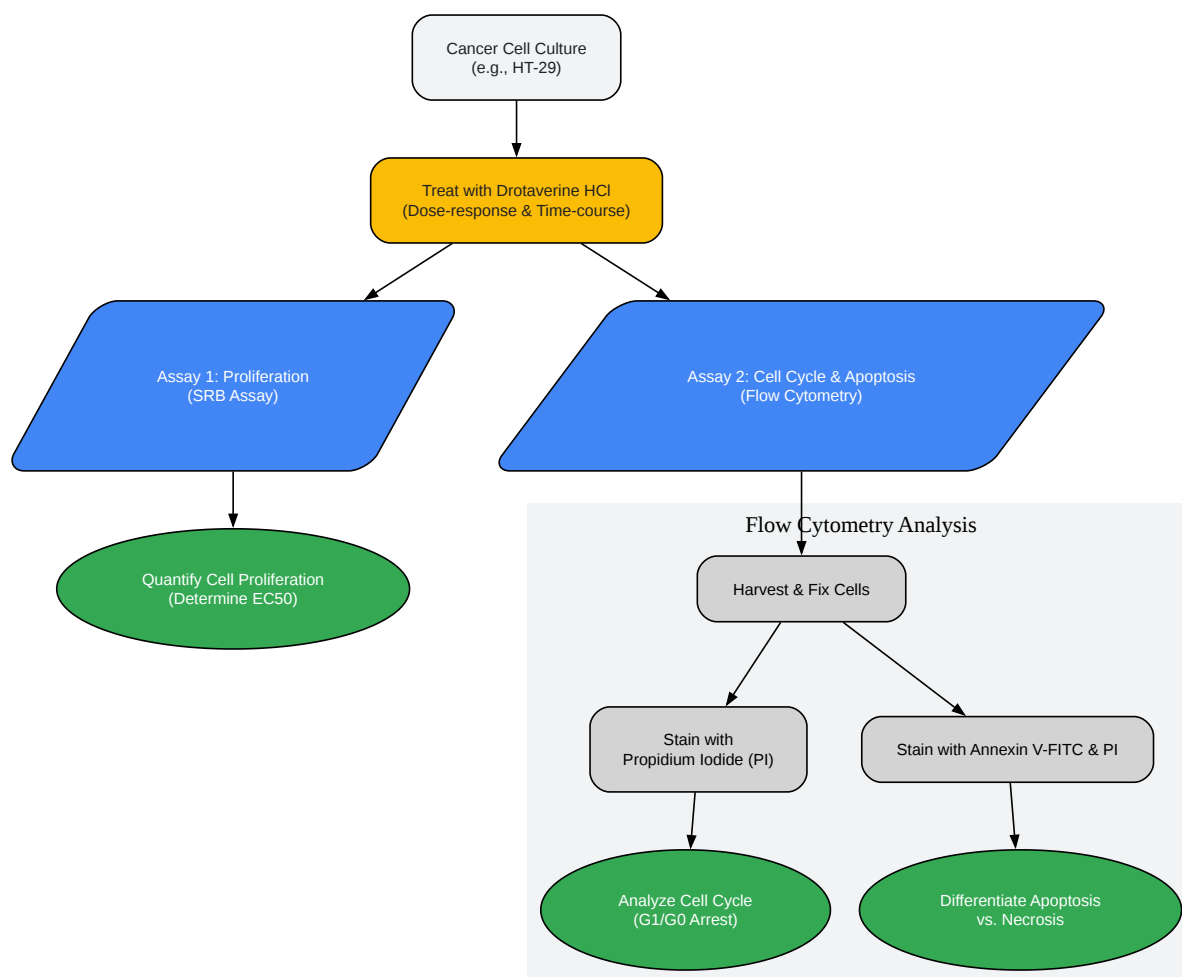 Cancer Cell Culture
(e.g., HT-29)
Treat with Drotaverine HCl
(Dose-response & Time-course)
Assay 1: Proliferation
(SRB Assay)
Assay 2: Cell Cycle & Apoptosis
(Flow Cytometry)
Quantify Cell Proliferation
(Determine EC50)
Flow Cytometry Analysis
Harvest & Fix Cells
Stain with
Propidium Iodide (PI)
Stain with Annexin V-FITC & PI
Analyze Cell Cycle
(G1/G0 Arrest)
Differentiate Apoptosis
vs. Necrosis